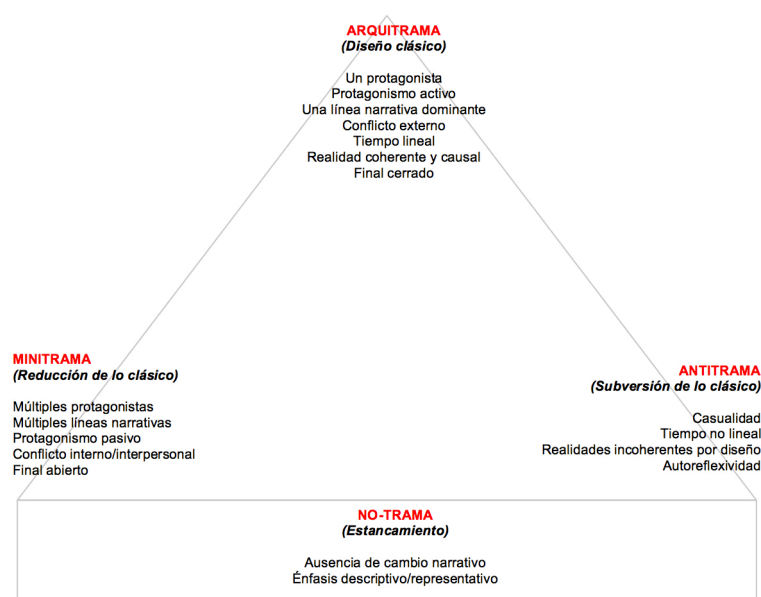 ARQUITRAMA
(Diseño clásico)
Un protagonista
Protagonismo activo
Una línea narrativa dominante
Conflicto externo
Tiempo lineal
Realidad coherente y causal
Final cerrado
MINITRAMA
(Reducción de lo clásico)
Múltiples protagonistas
Múltiples líneas narrativas
Protagonismo pasivo
Conflicto interno/interpersonal
Final abierto
ANTITRAMA
(Subversión de lo clásico)
Casualidad
Tiempo no lineal
Realidades incoherentes por diseño
Autoreflexividad
NO-TRAMA
(Estancamiento)
Ausencia de cambio narrativo
Énfasis descriptivo/representativo